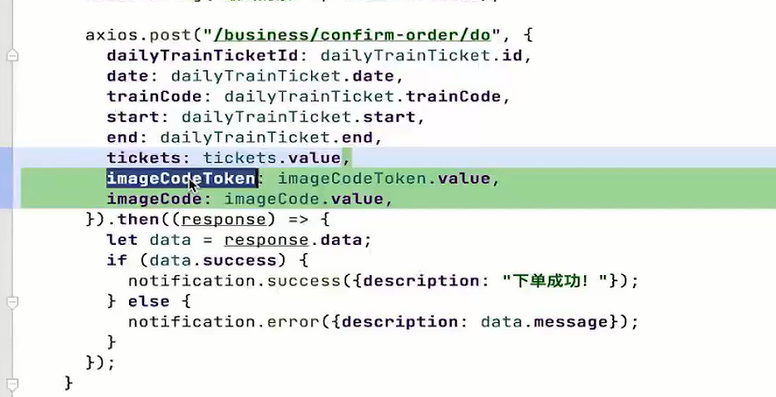 axios.post("/business/confirm-order/do", {
dailyTrainTicketId: dailyTrainTicket.id,
date: dailyTrainTicket.date,
trainCode: dailyTrainTicket.trainCode,
start: dailyTrainTicket.start,
end: dailyTrainTicket.end,
tickets: tickets.value,
imageCodeToken: imageCodeToken.value,
imageCode: imageCode.value,
}).then((response) => {
let data = response.data;
if (data.success) {
notification.success({description: "下单成功！"});
} else {
notification.error({description: data.message});
}
});
}